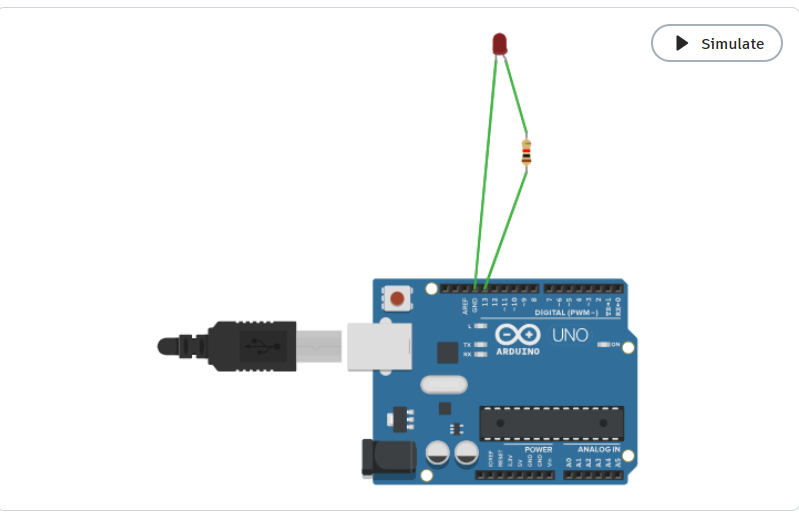 Simulate
AREF
GND
13
12
~11
~10
~9
8
7
~6
~5
4
~3
2
TX→1
RX←0
DIGITAL (PWM~)
L
TX
RX
ARDUINO
UNO
ON
IOREF
RESET
3.3V
5V
GND
GND
Vin
POWER
ANALOG IN
A0
A1
A2
A3
A4
A5